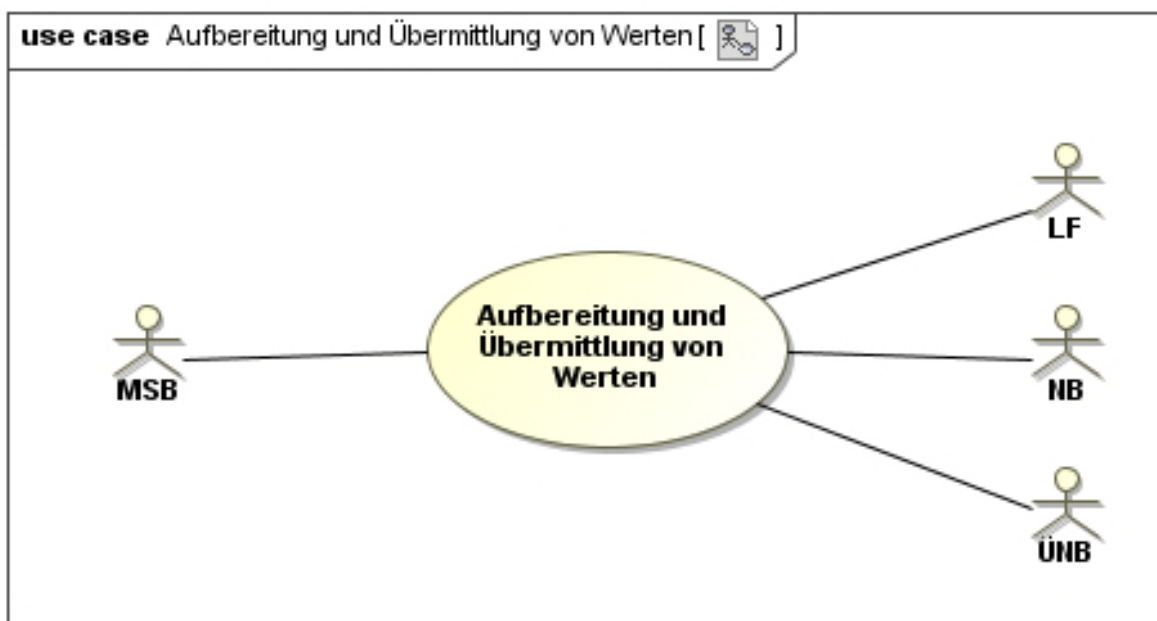 use case Aufbereitung und Übermittlung von Werten [ ]
LF
Aufbereitung und
Übermittlung von
Werten
MSB
NB
ÜNB